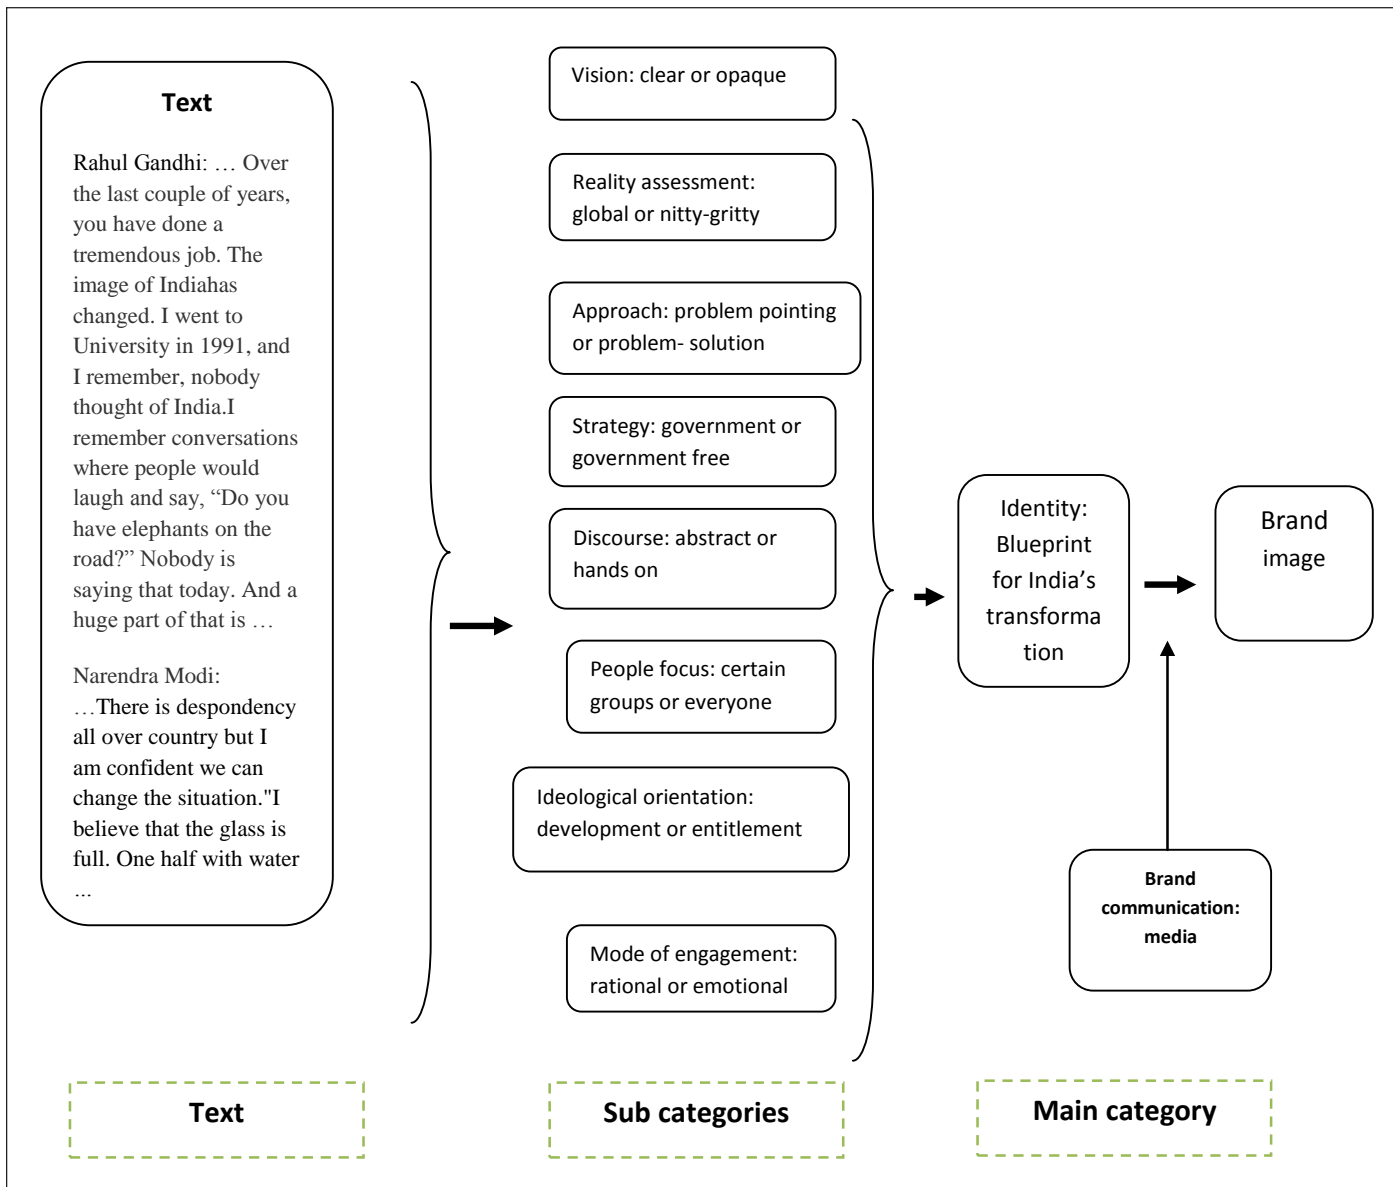 Text
Rahul Gandhi: … Over
the last couple of years,
you have done a
tremendous job. The
image of Indiahas
changed. I went to
University in 1991, and
I remember, nobody
thought of India.I
remember conversations
where people would
laugh and say, “Do you
have elephants on the
road?” Nobody is
saying that today. And a
huge part of that is …
Narendra Modi:
…There is despondency
all over country but I
am confident we can
change the situation."I
believe that the glass is
full. One half with water
...
Vision: clear or opaque
Reality assessment:
global or nitty-gritty
Approach: problem pointing
or problem- solution
Strategy: government or
government free
Discourse: abstract or
hands on
People focus: certain
groups or everyone
Ideological orientation:
development or entitlement
Mode of engagement:
rational or emotional
Identity:
Blueprint
for India’s
transforma
tion
Brand
image
Brand
communication:
media
Text
Sub categories
Main category